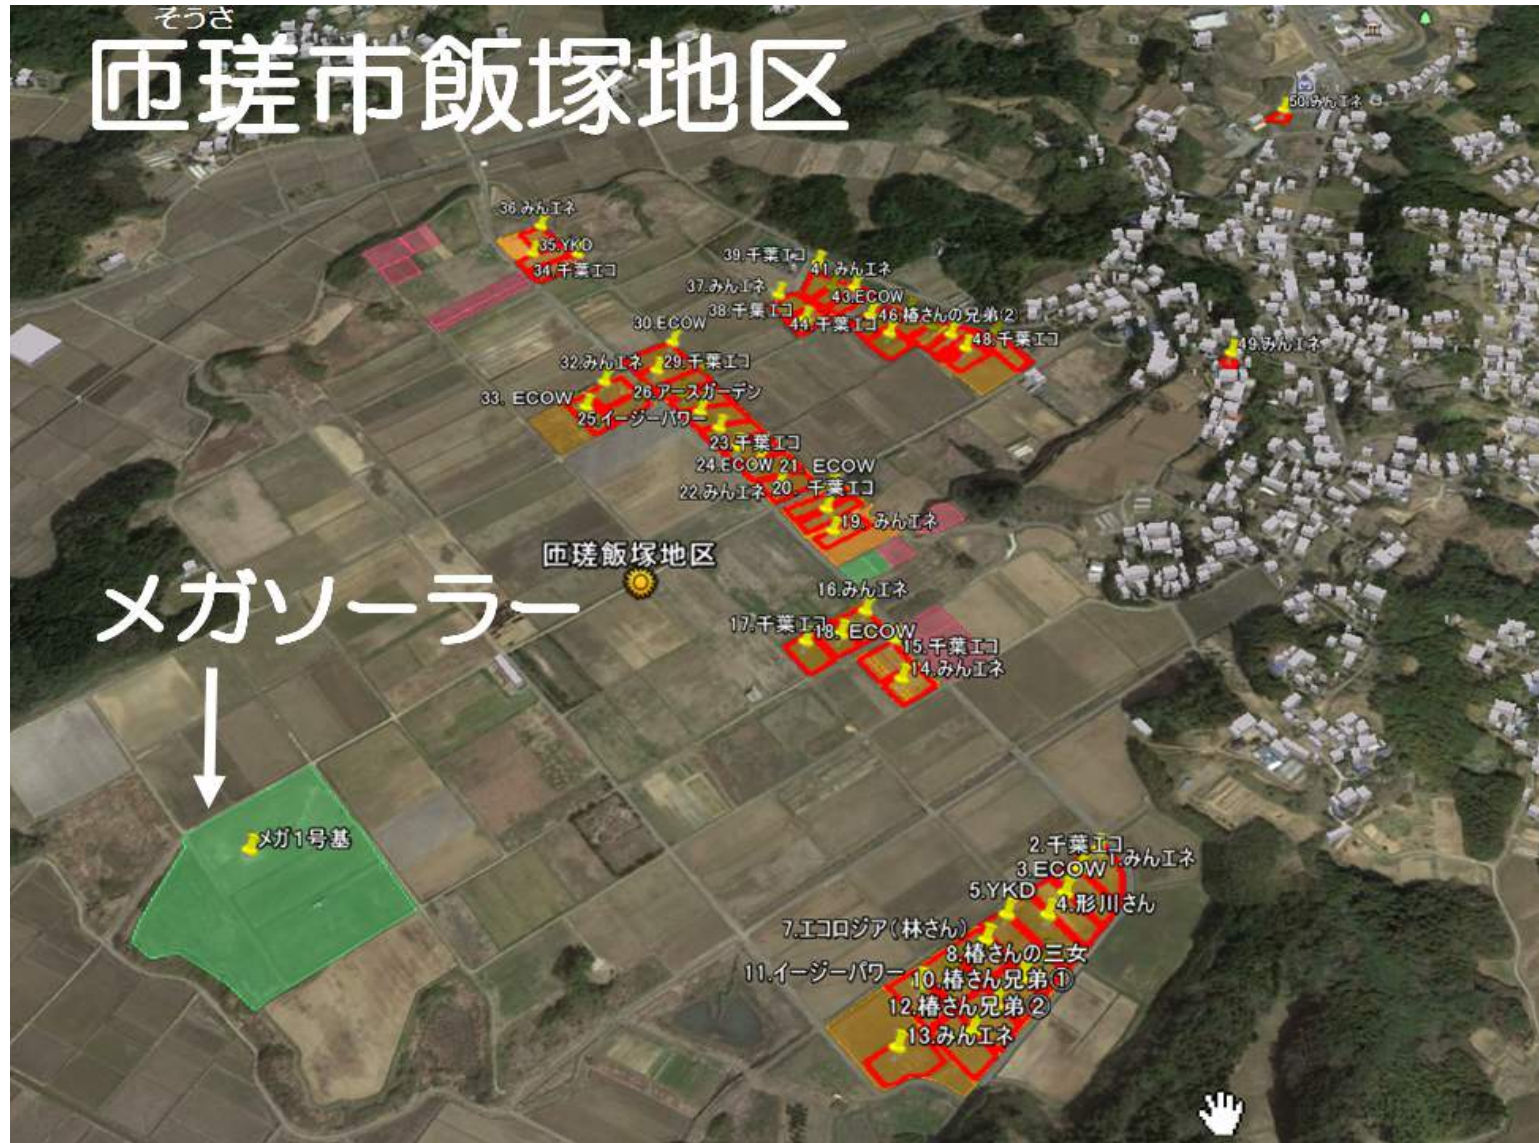 そうさ
匝瑳市飯塚地区
50.みんエネ
36.みんエネ
35.YKD
34.千葉エコ
39.千葉エコ
41.みんエネ
37.みんエネ
43.ECOW
38.千葉エコ
44.千葉エコ
46.椿さんの兄弟②
48.千葉エコ
49.みんエネ
30.ECOW
32.みんエネ
29.千葉エコ
33. ECOW
26.アースガーデン
25.イージーパワー
23.千葉エコ
24.ECOW
21. ECOW
22.みんエネ
20. 千葉エコ
19. みんエネ
匝瑳飯塚地区
メガソーラー
16.みんエネ
17.千葉エコ
18. ECOW
15.千葉エコ
14.みんエネ
メガ1号基
2.千葉エコ
1.みんエネ
3.ECOW
5.YKD
4.形川さん
7.エコロジア(林さん)
8.椿さんの三女
11.イージーパワー
10.椿さん兄弟①
12.椿さん兄弟②
13.みんエネ